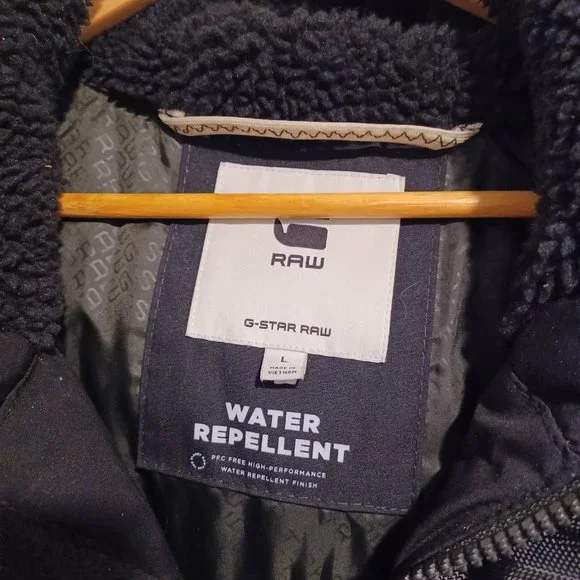 RAW
G-STAR RAW
L
MADE IN
VIETNAM
WATER
REPELLENT
PFC FREE HIGH-PERFORMANCE
WATER REPELLENT FINISH